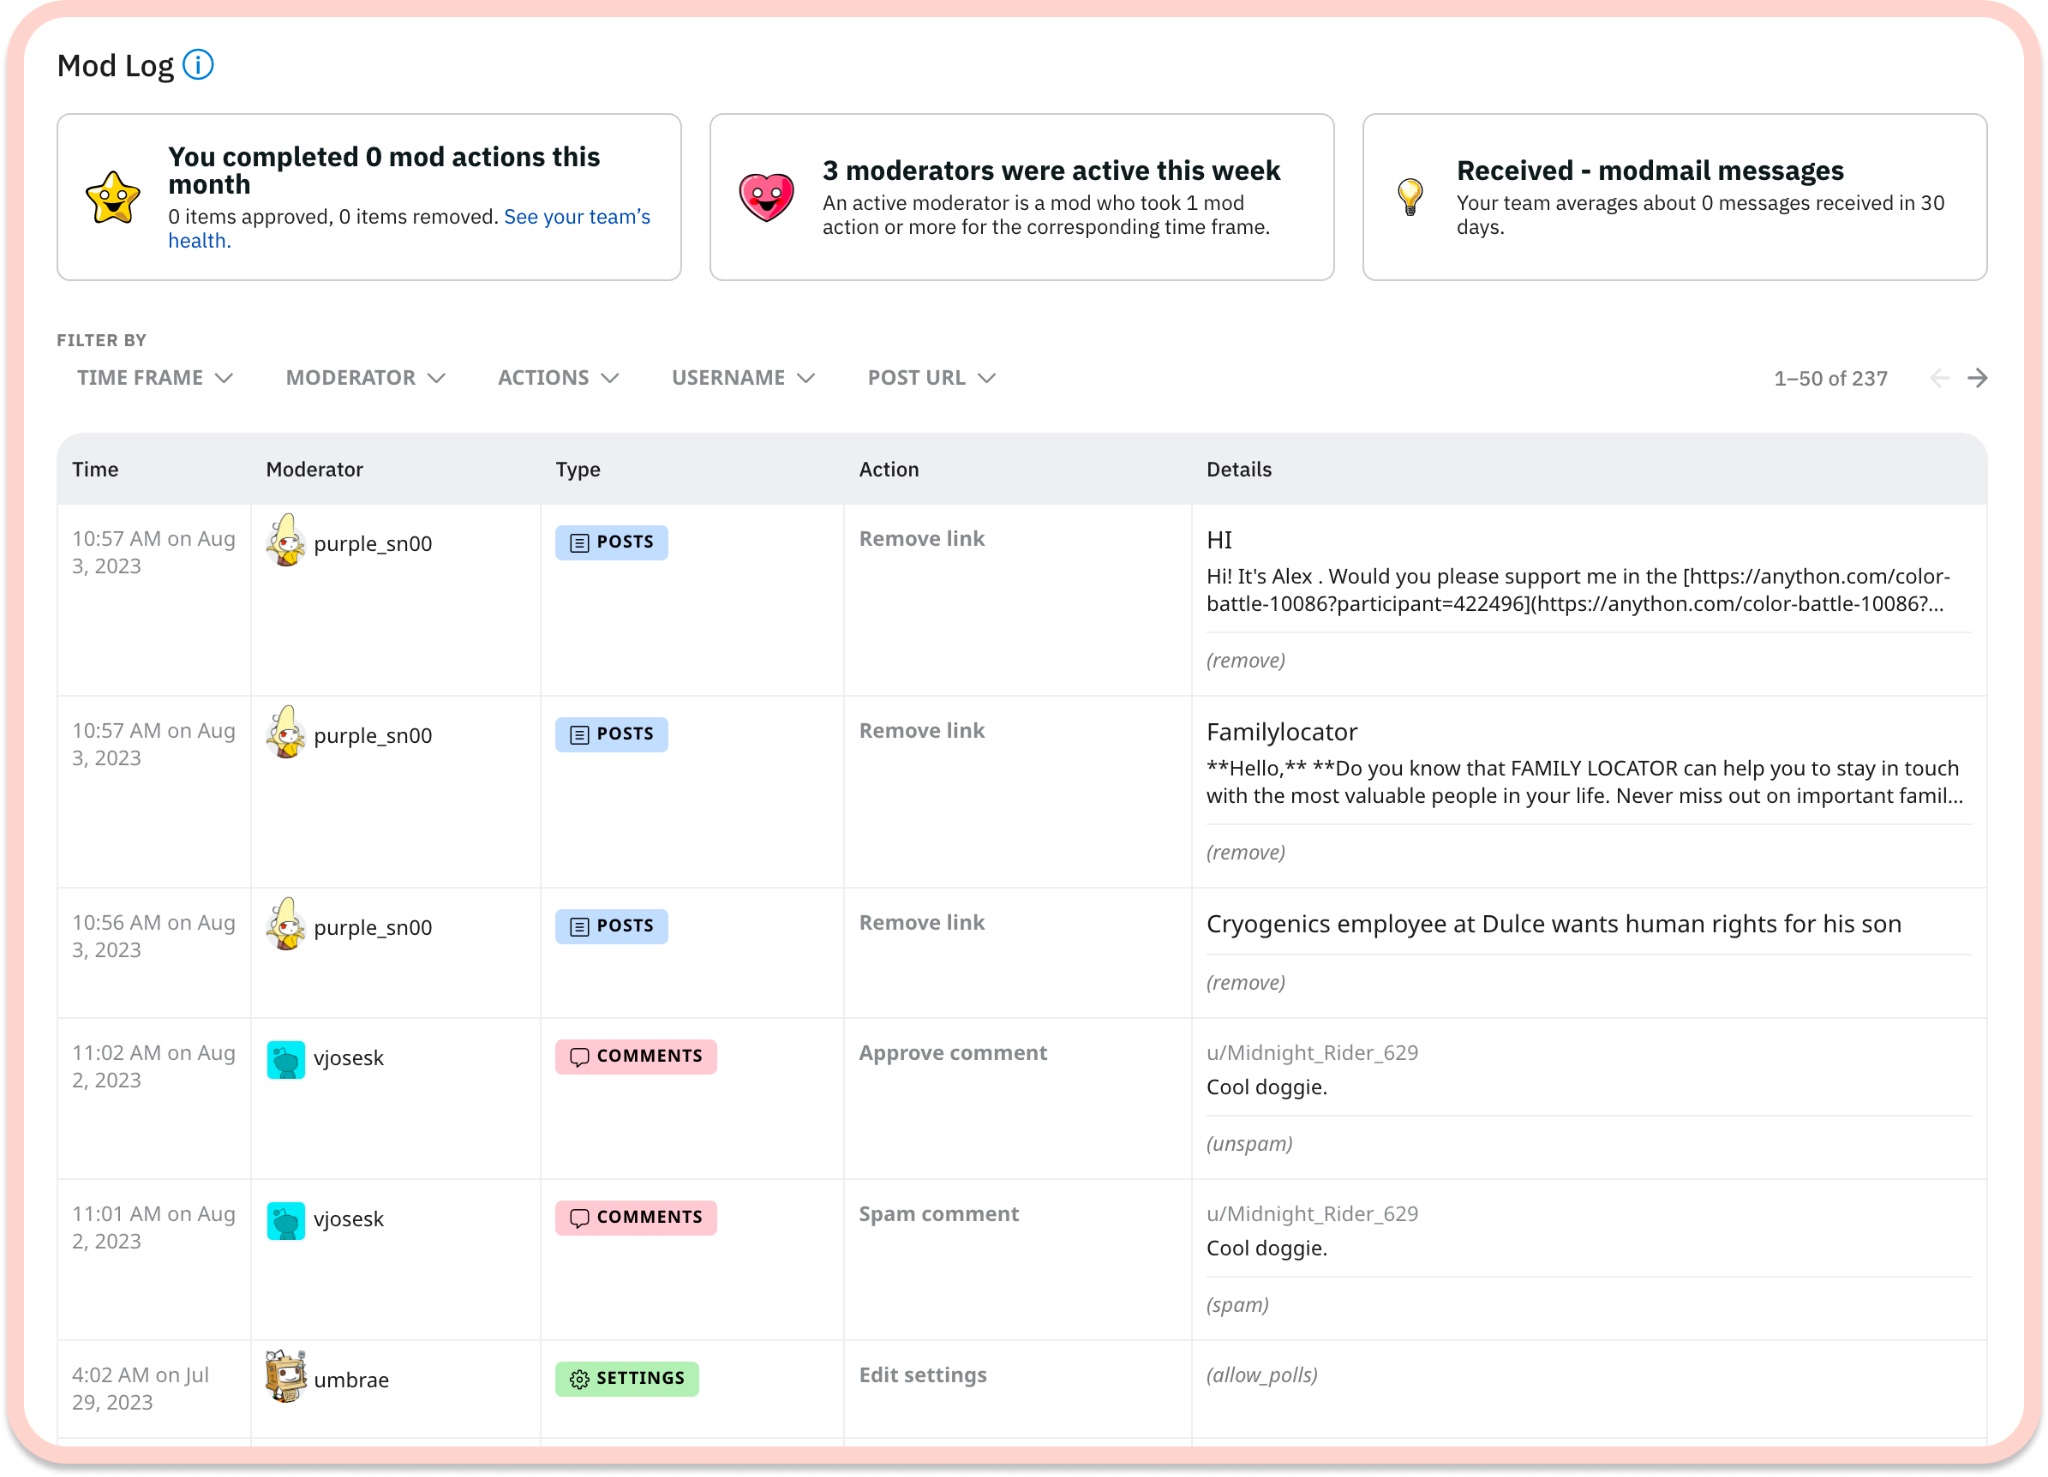 Mod Log
You completed 0 mod actions this
month
0 items approved, 0 items removed. See your team’s
health.
3 moderators were active this week
An active moderator is a mod who took 1 mod
action or more for the corresponding time frame.
Received - modmail messages
Your team averages about 0 messages received in 30
days.
FILTER BY
TIME FRAME MODERATOR ACTIONS USERNAME POST URL 1–50 of 237
Time Moderator Type Action Details
10:57 AM on Aug
3, 2023
purple_sn00
POSTS
Remove link
HI
Hi! It's Alex . Would you please support me in the [https://anython.com/color-
battle-10086?participant=422496](https://anython.com/color-battle-10086?...
(remove)
10:57 AM on Aug
3, 2023
purple_sn00
POSTS
Remove link
Familylocator
**Hello,** **Do you know that FAMILY LOCATOR can help you to stay in touch
with the most valuable people in your life. Never miss out on important famil...
(remove)
10:56 AM on Aug
3, 2023
purple_sn00
POSTS
Remove link
Cryogenics employee at Dulce wants human rights for his son
(remove)
11:02 AM on Aug
2, 2023
vjosesk
COMMENTS
Approve comment
u/Midnight_Rider_629
Cool doggie.
(unspam)
11:01 AM on Aug
2, 2023
vjosesk
COMMENTS
Spam comment
u/Midnight_Rider_629
Cool doggie.
(spam)
4:02 AM on Jul
29, 2023
umbrae
SETTINGS
Edit settings
(allow_polls)